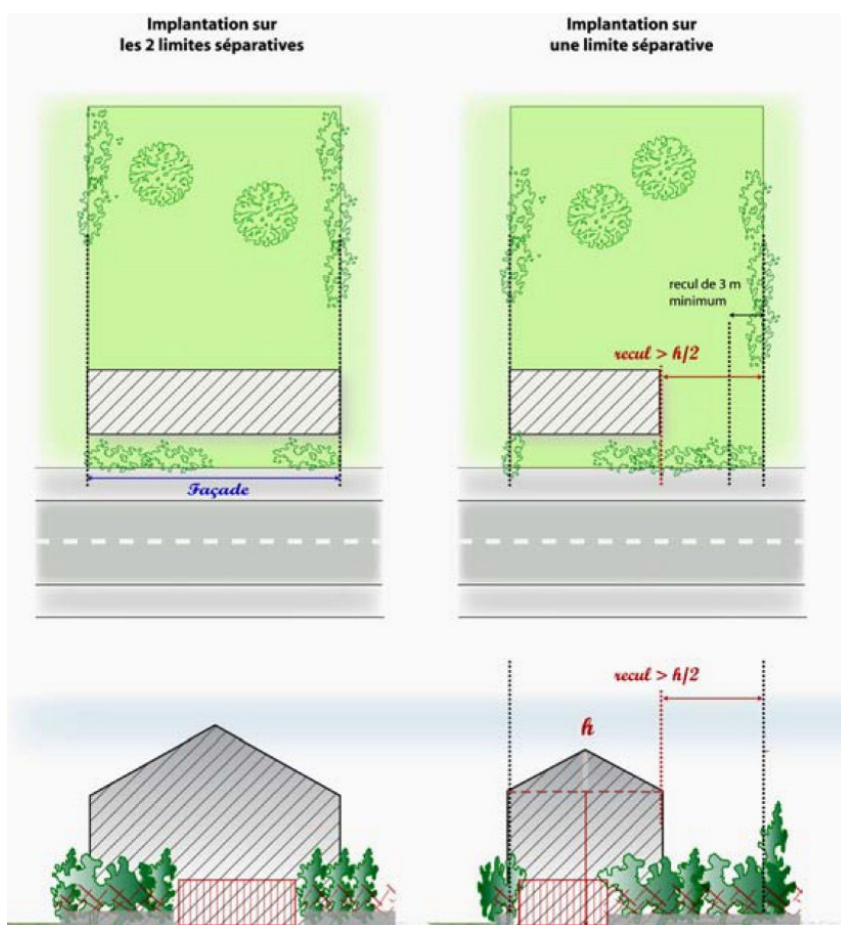 Implantation sur
les 2 limites séparatives
Implantation sur
une limite séparative
recul de 3 m
minimum
recul > h/2
Façade
recul > h/2
h